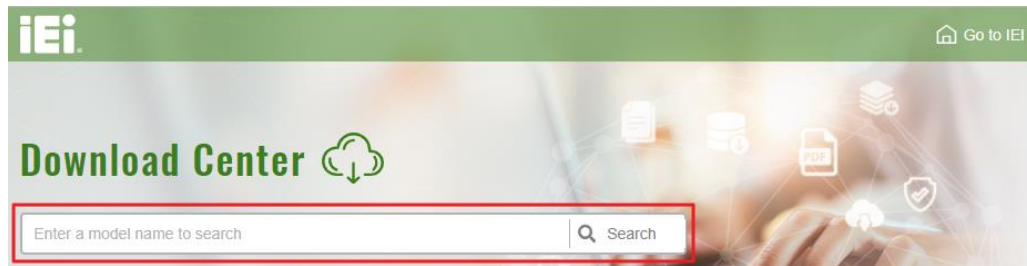 iEi.
Go to IEI
Download Center
PDF
Enter a model name to search
Search